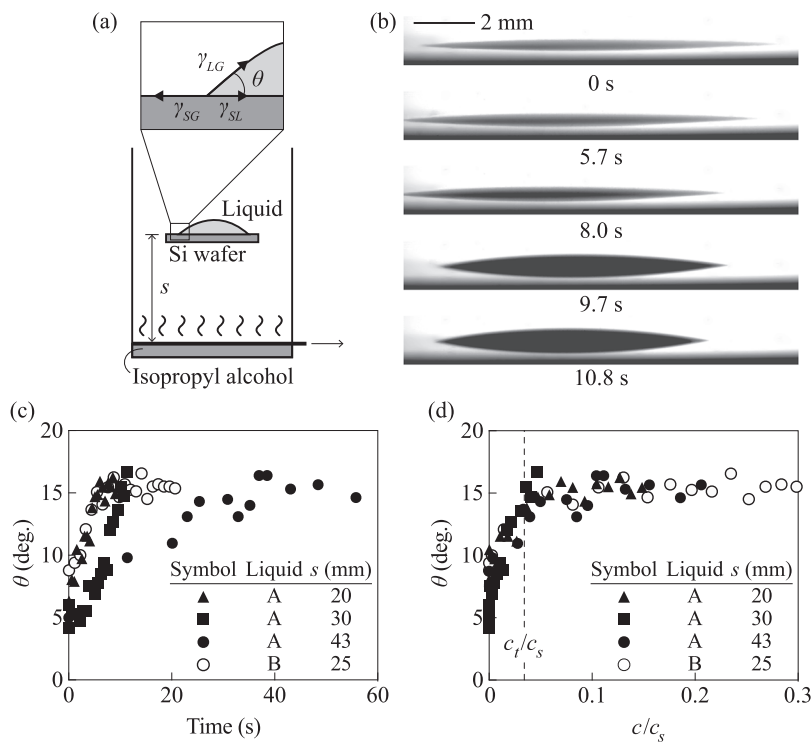 (a)
γLG
θ
γSG
γSL
Liquid
Si wafer
s
Isopropyl alcohol
(b)
2 mm
0 s
5.7 s
8.0 s
9.7 s
10.8 s
(c)
20
15
10
5
0
θ (deg.)
Symbol Liquid s (mm)
▲ A 20
■ A 30
● A 43
○ B 25
0 20 40 60
Time (s)
(d)
20
15
10
5
0
θ (deg.)
ct/cs
Symbol Liquid s (mm)
▲ A 20
■ A 30
● A 43
○ B 25
0 0.1 0.2 0.3
c/cs